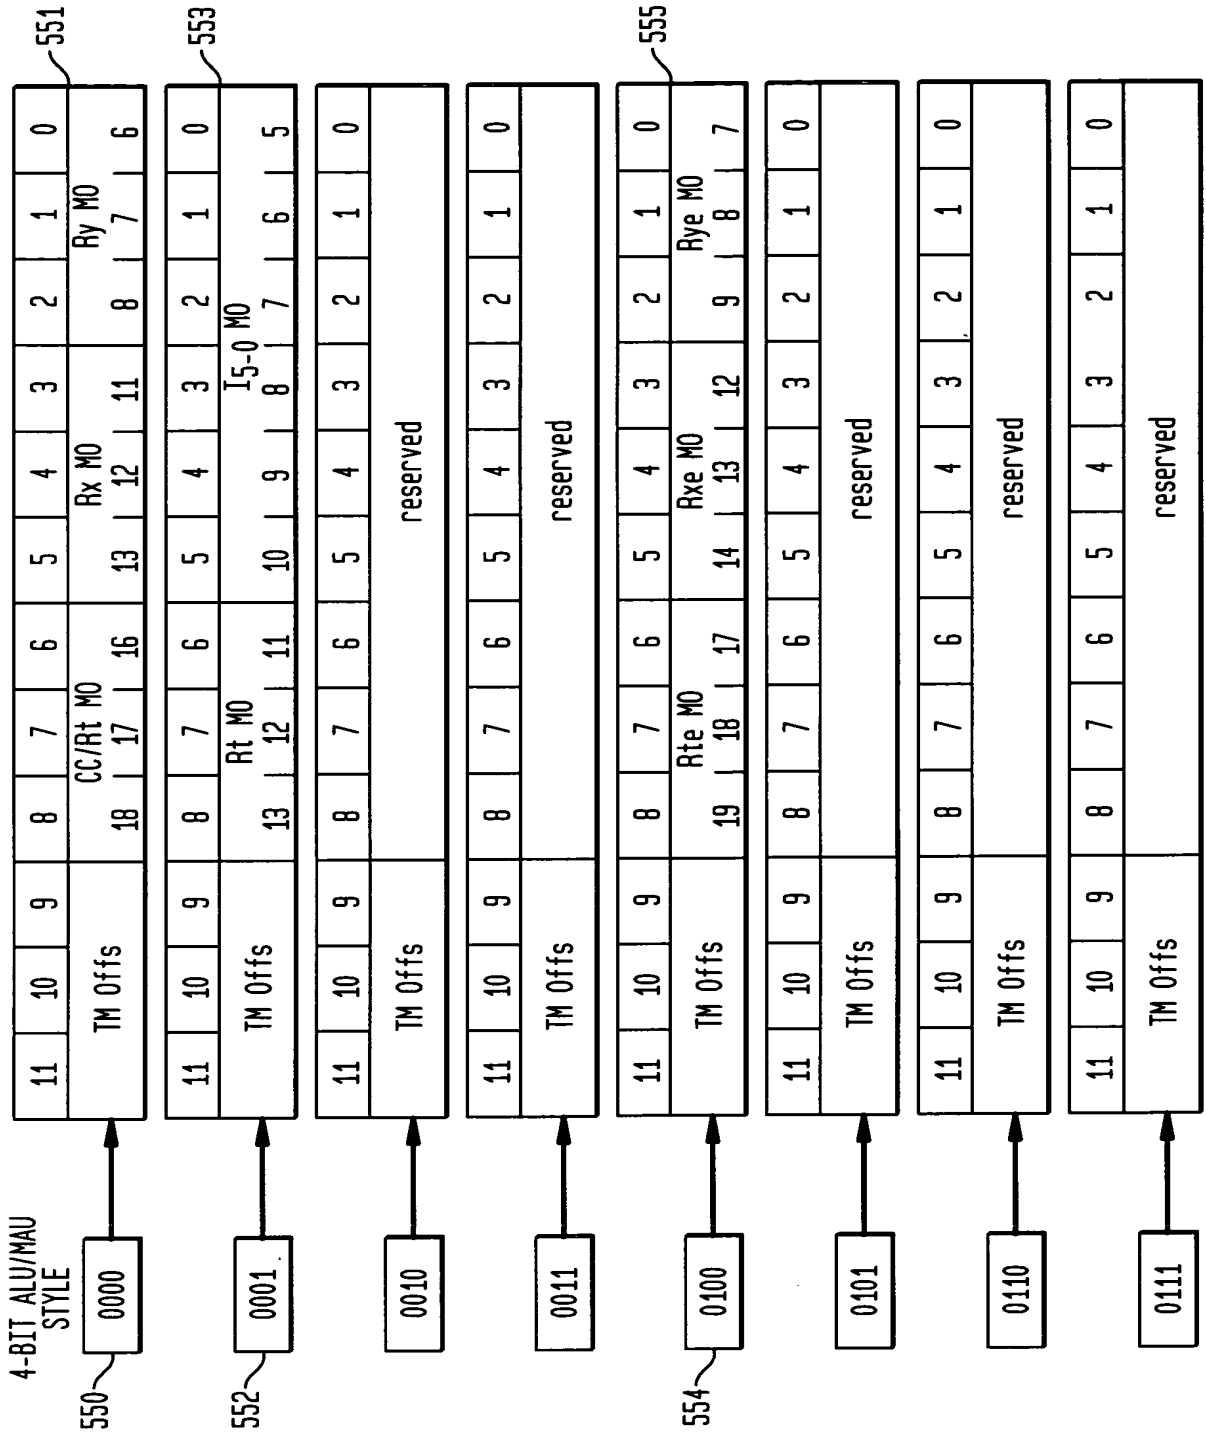 4-BIT ALU/MAU
STYLE
11 10 9 8 7 6 5 4 3 2 1 0
551
550
0000
TM Offs CC/Rt M0 Rx M0 Ry M0
18 17 16 13 12 11 8 7 6
11 10 9 8 7 6 5 4 3 2 1 0
553
552
0001
TM Offs Rt M0 I5-0 M0
13 12 11 10 9 8 7 6 5
11 10 9 8 7 6 5 4 3 2 1 0
0010
TM Offs reserved
11 10 9 8 7 6 5 4 3 2 1 0
0011
TM Offs reserved
11 10 9 8 7 6 5 4 3 2 1 0
555
554
0100
TM Offs Rte M0 Rxe M0 Rye M0
19 18 17 14 13 12 9 8 7
11 10 9 8 7 6 5 4 3 2 1 0
0101
TM Offs reserved
11 10 9 8 7 6 5 4 3 2 1 0
0110
TM Offs reserved
11 10 9 8 7 6 5 4 3 2 1 0
0111
TM Offs reserved